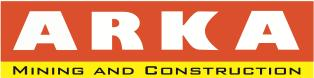 ARKA
MINING AND CONSTRUCTION